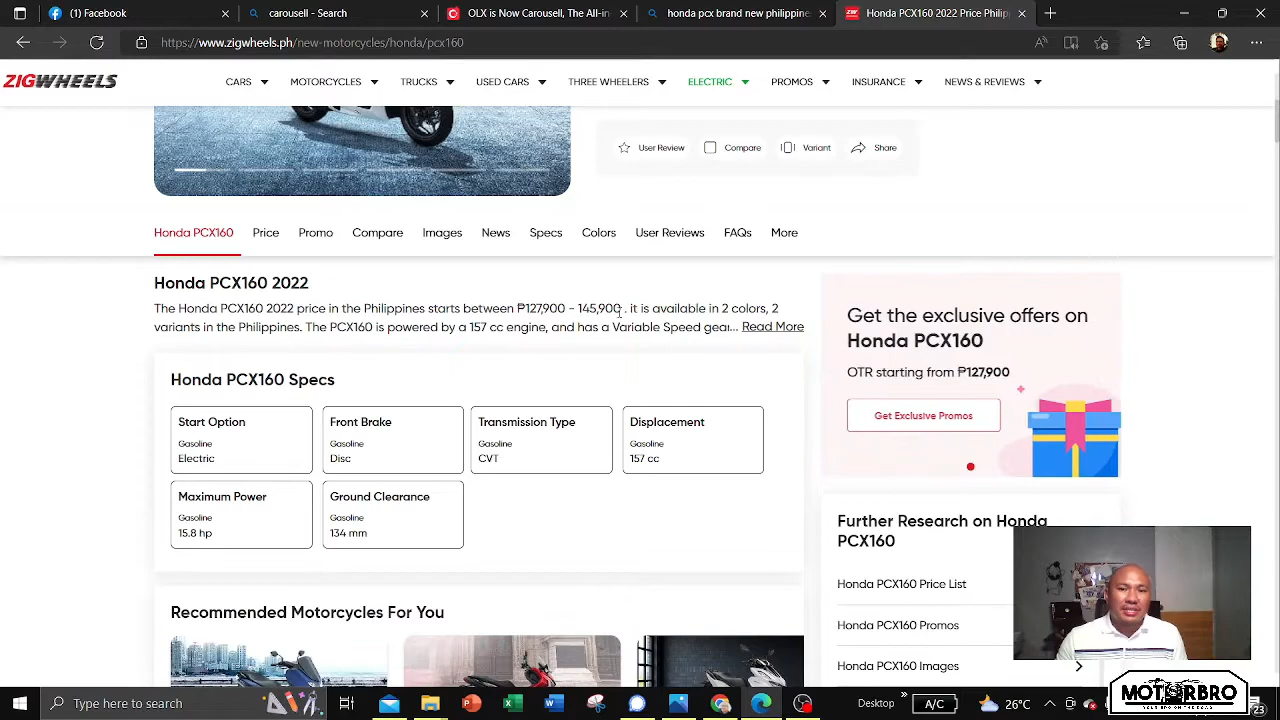 (1) Facebook
carousell - Search
OLX is Now Carousell, The All-in
honda pcx brand new philippine
Honda PCX160 2022 Price Philip
https://www.zigwheels.ph/new-motorcycles/honda/pcx160
ZIGWHEELS
CARS
MOTORCYCLES
TRUCKS
USED CARS
THREE WHEELERS
ELECTRIC
PROMOS
INSURANCE
NEWS & REVIEWS
User Review
Compare
Variant
Share
Honda PCX160
Price
Promo
Compare
Images
News
Specs
Colors
User Reviews
FAQs
More
Honda PCX160 2022
The Honda PCX160 2022 price in the Philippines starts between ₱127,900 - 145,900 . it is available in 2 colors, 2
variants in the Philippines. The PCX160 is powered by a 157 cc engine, and has a Variable Speed gear... Read More
Get the exclusive offers on
Honda PCX160
OTR starting from ₱127,900
Get Exclusive Promos
Honda PCX160 Specs
Start Option
Gasoline
Electric
Front Brake
Gasoline
Disc
Transmission Type
Gasoline
CVT
Displacement
Gasoline
157 cc
Maximum Power
Gasoline
15.8 hp
Ground Clearance
Gasoline
134 mm
Further Research on Honda
PCX160
Honda PCX160 Price List
Honda PCX160 Promos
Honda PCX160 Images
Recommended Motorcycles For You
Type here to search
Desktop
A/C
26°C
MOTORBRO
23